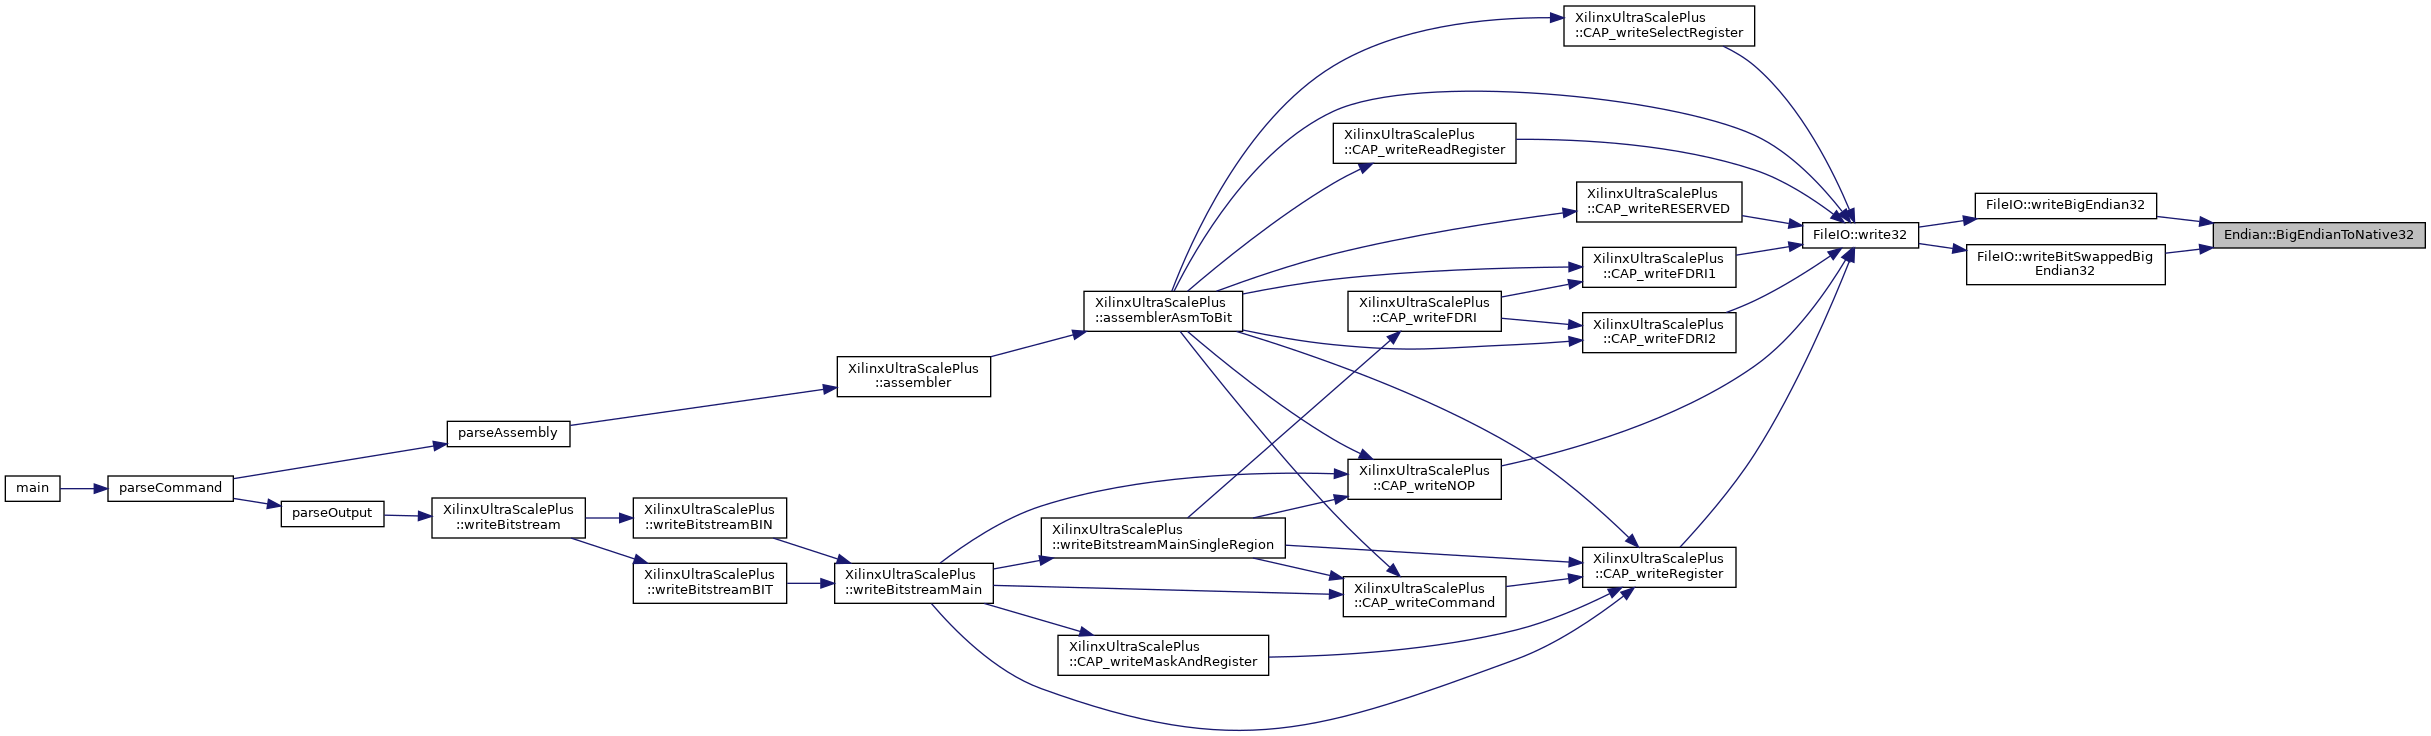 XilinxUltraScalePlus
::CAP_writeSelectRegister
XilinxUltraScalePlus
::CAP_writeReadRegister
XilinxUltraScalePlus
::CAP_writeRESERVED
FileIO::writeBigEndian32
FileIO::write32
Endian::BigEndianToNative32
XilinxUltraScalePlus
::CAP_writeFDRI1
FileIO::writeBitSwappedBig
Endian32
XilinxUltraScalePlus
::assemblerAsmToBit
XilinxUltraScalePlus
::CAP_writeFDRI
XilinxUltraScalePlus
::CAP_writeFDRI2
XilinxUltraScalePlus
::assembler
parseAssembly
main
parseCommand
XilinxUltraScalePlus
::CAP_writeNOP
parseOutput
XilinxUltraScalePlus
::writeBitstream
XilinxUltraScalePlus
::writeBitstreamBIN
XilinxUltraScalePlus
::writeBitstreamMainSingleRegion
XilinxUltraScalePlus
::CAP_writeRegister
XilinxUltraScalePlus
::writeBitstreamBIT
XilinxUltraScalePlus
::writeBitstreamMain
XilinxUltraScalePlus
::CAP_writeCommand
XilinxUltraScalePlus
::CAP_writeMaskAndRegister